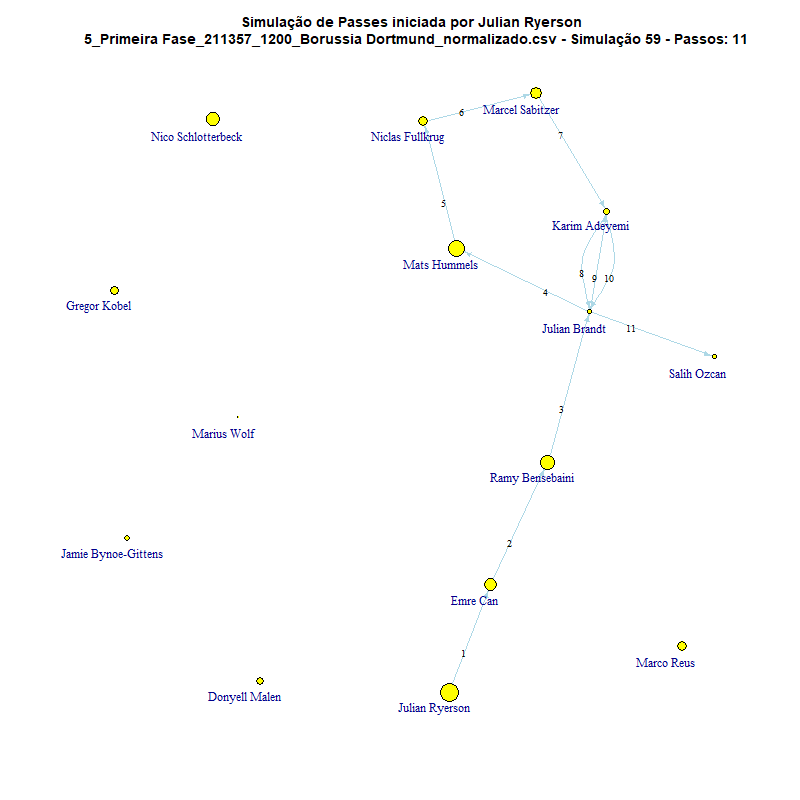 Simulação de Passes iniciada por Julian Ryerson
5_Primeira Fase_211357_1200_Borussia Dortmund_normalizado.csv - Simulação 59 - Passos: 11
Marcel Sabitzer
6
Nico Schlotterbeck
Niclas Fullkrug
7
5
Karim Adeyemi
Mats Hummels
8
9
10
4
Gregor Kobel
Julian Brandt
11
Salih Ozcan
3
Marius Wolf
Ramy Bensebaini
2
Jamie Bynoe-Gittens
Emre Can
1
Marco Reus
Donyell Malen
Julian Ryerson